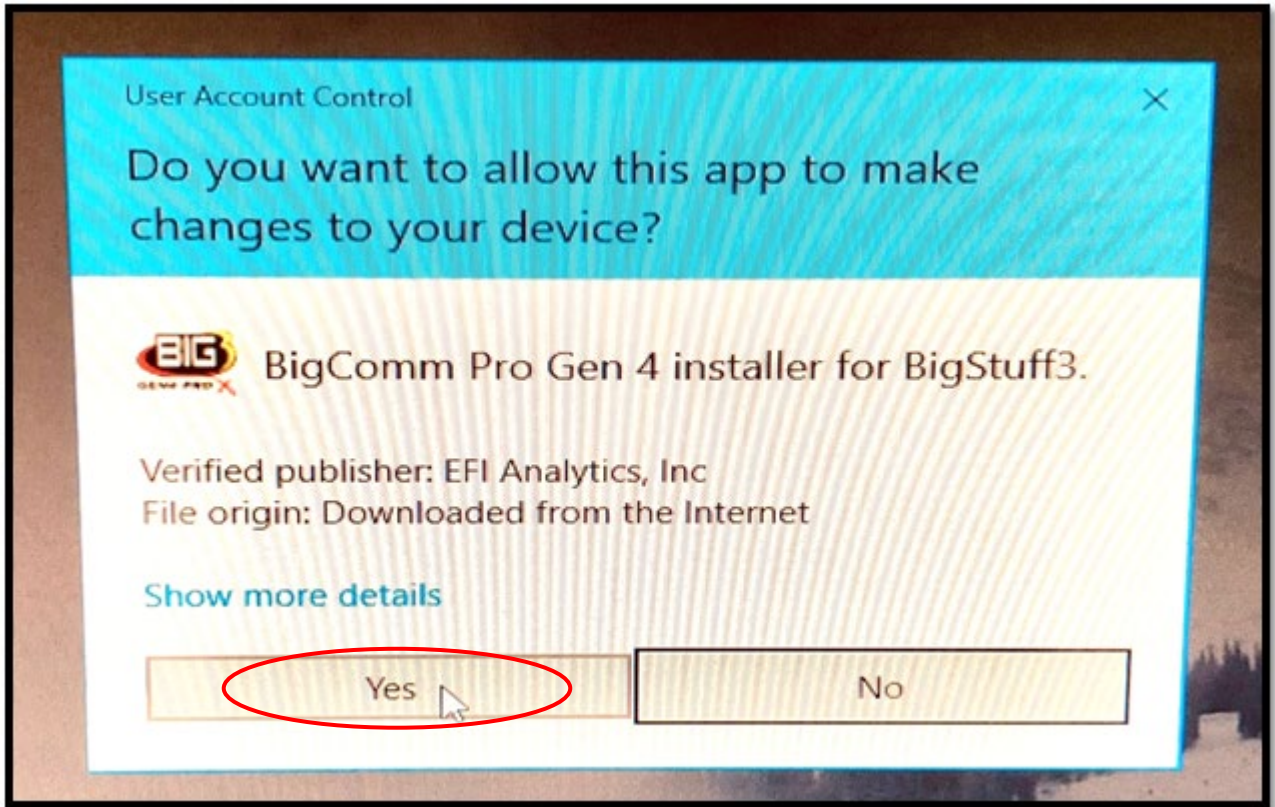 User Account Control
Do you want to allow this app to make
changes to your device?
BIG
GEN4 PRO X
BigComm Pro Gen 4 installer for BigStuff3.
Verified publisher: EFI Analytics, Inc
File origin: Downloaded from the Internet
Show more details
Yes
No